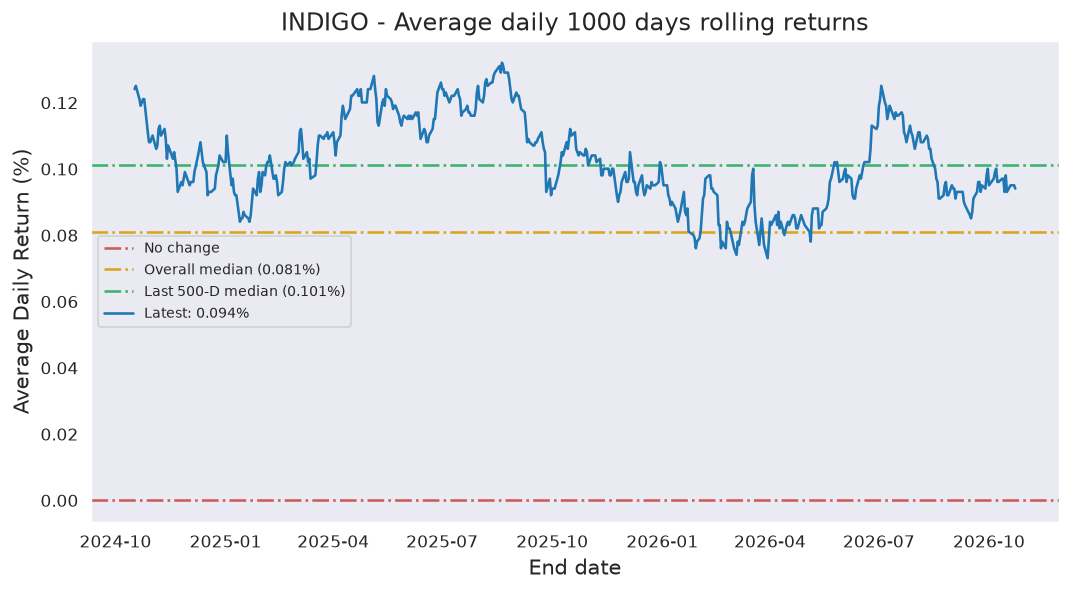 INDIGO - Average daily 1000 days rolling returns
Average Daily Return (%)
0.12
0.10
0.08
0.06
0.04
0.02
0.00
No change
Overall median (0.081%)
Last 500-D median (0.101%)
Latest: 0.094%
2024-10 2025-01 2025-04 2025-07 2025-10 2026-01 2026-04 2026-07 2026-10
End date